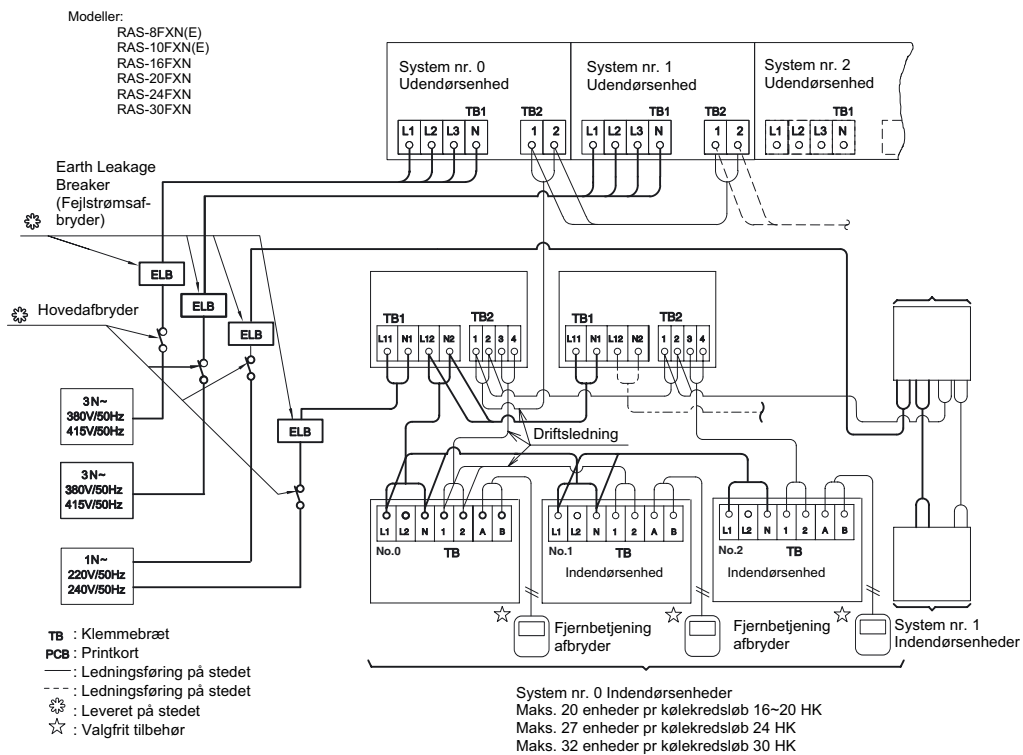 Modeller:
RAS-8FXN(E)
RAS-10FXN(E)
RAS-16FXN
RAS-20FXN
RAS-24FXN
RAS-30FXN
System nr. 0
Udendørsenhed
TB1
TB2
L1 L2 L3 N
1 2
System nr. 1
Udendørsenhed
TB1
TB2
L1 L2 L3 N
1 2
System nr. 2
Udendørsenhed
TB1
L1 L2 L3 N
Earth Leakage
Breaker
(Fejlstrømsaf-
bryder)
ELB
ELB
ELB
ELB
Hovedafbryder
3N~
380V/50Hz
415V/50Hz
3N~
380V/50Hz
415V/50Hz
1N~
220V/50Hz
240V/50Hz
TB1
TB2
L11 N1 L12 N2
1 2 3 4
TB1
TB2
L11 N1 L12 N2
1 2 3 4
Driftsledning
L1 L2 N 1 2 A B
No.0
TB
L1 L2 N 1 2 A B
No.1
TB
Indendørsenhed
L1 L2 N 1 2 A B
No.2
TB
Indendørsenhed
Fjernbetjening
afbryder
Fjernbetjening
afbryder
System nr. 1
Indendørsenheder
TB : Klemmebræt
PCB : Printkort
: Ledningsføring på stedet
: Ledningsføring på stedet
: Leveret på stedet
: Valgfrit tilbehør
System nr. 0 Indendørsenheder
Maks. 20 enheder pr kølekredsløb 16~20 HK
Maks. 27 enheder pr kølekredsløb 24 HK
Maks. 32 enheder pr kølekredsløb 30 HK